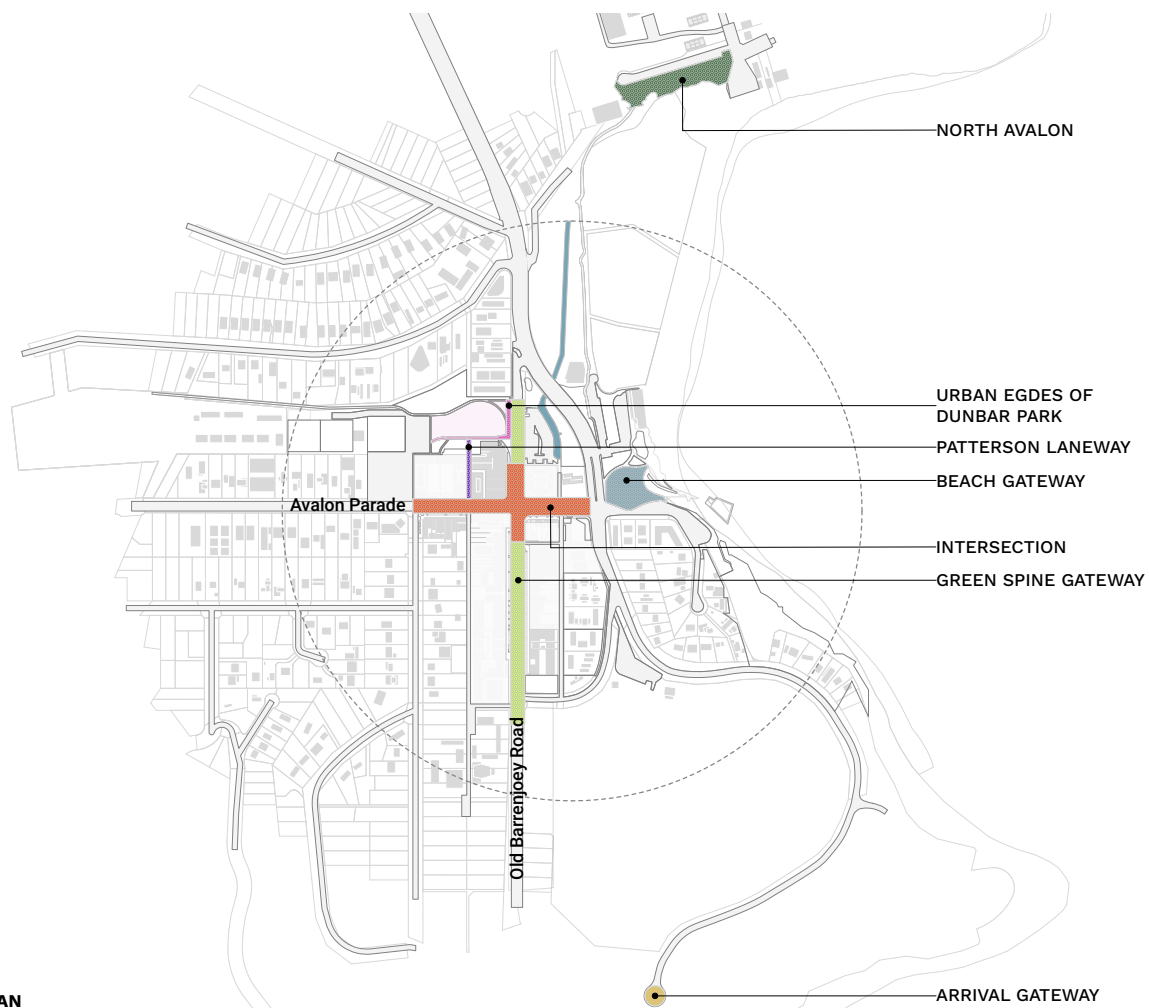 NORTH AVALON
URBAN EGDES OF
DUNBAR PARK
PATTERSON LANEWAY
BEACH GATEWAY
Avalon Parade
INTERSECTION
GREEN SPINE GATEWAY
Old Barrenjoey Road
ARRIVAL GATEWAY
AN